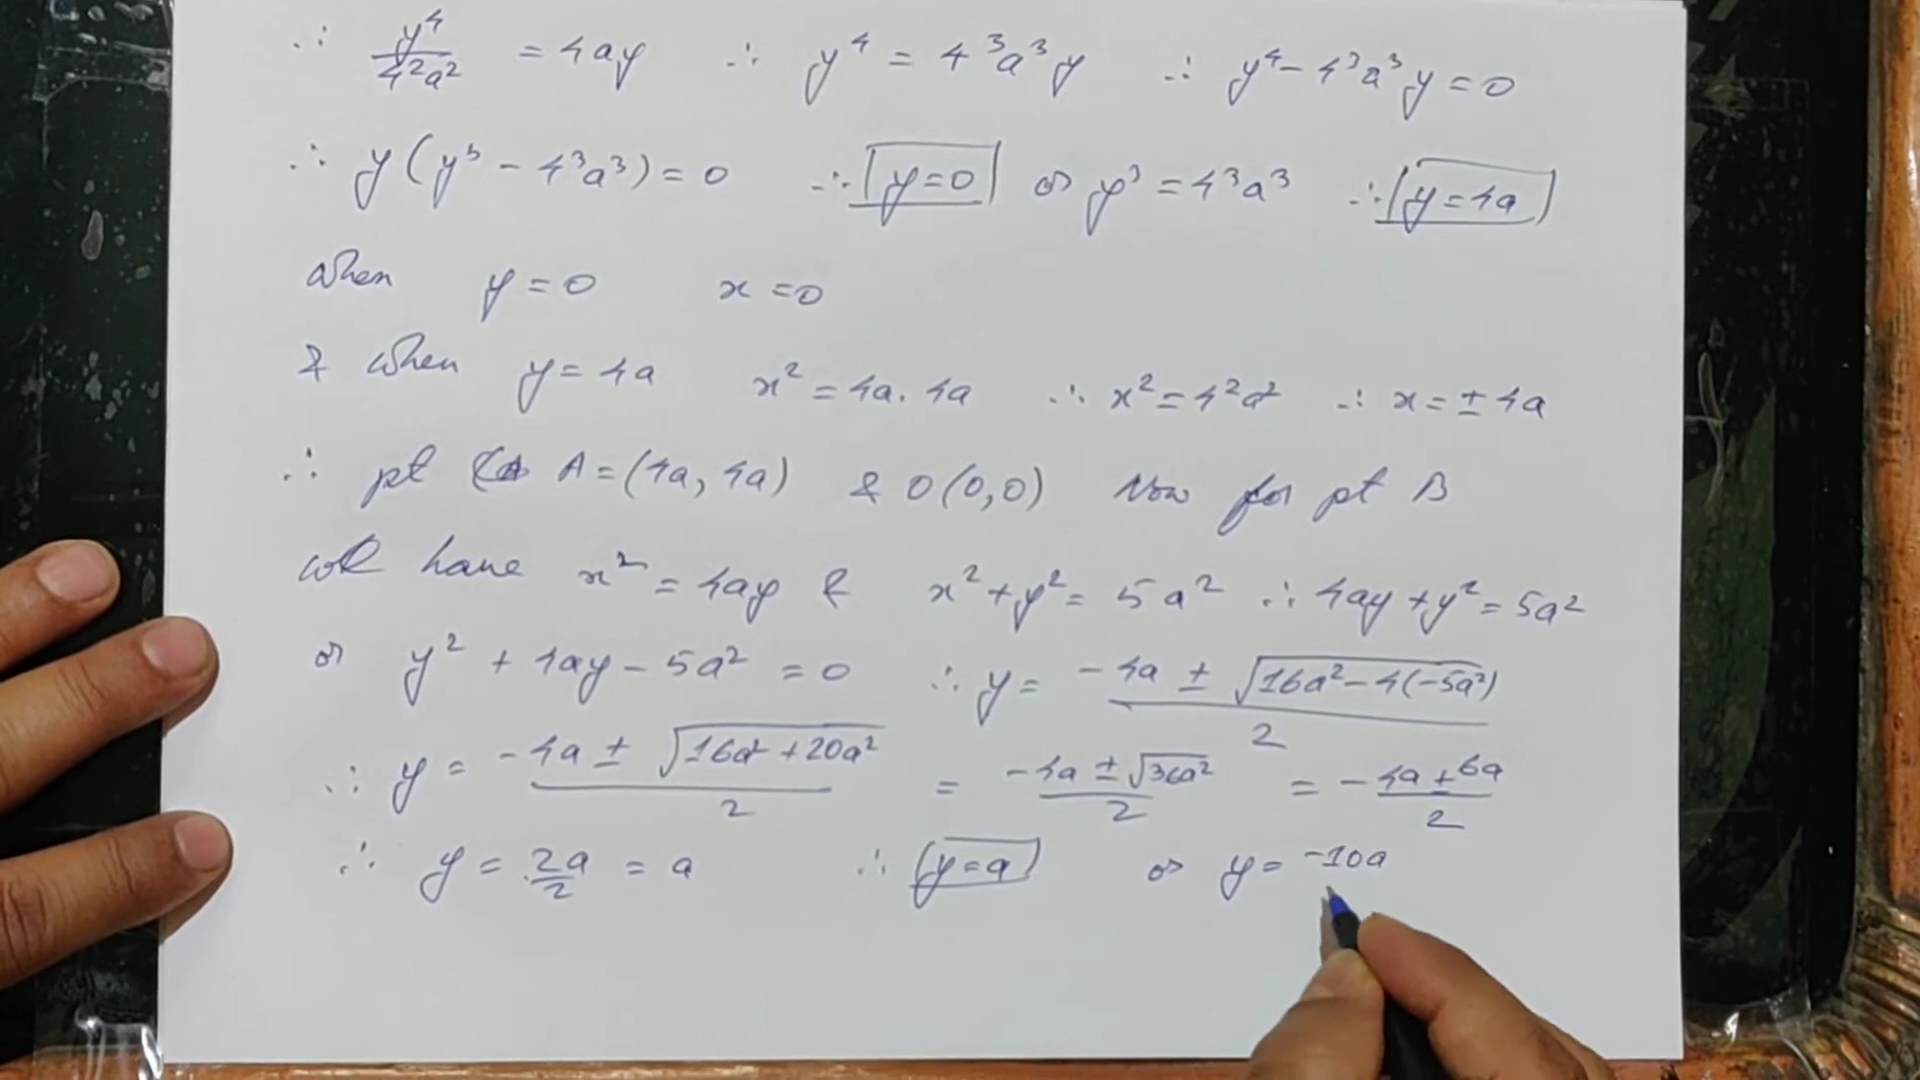 ∴ y⁴/4²a² = 4ay ∴ y⁴ = 4³a³y ∴ y⁴ - 4³a³y = 0
∴ y(y³ - 4³a³) = 0 ∴ y=0 or y³ = 4³a³ ∴ y = 4a
when y = 0 x = 0
& when y = 4a x² = 4a. 4a ∴ x² = 4²a² ∴ x = ± 4a
∴ pt A = (4a, 4a) & O(0,0) Now for pt B
we have x² = 4ay & x² + y² = 5a² ∴ 4ay + y² = 5a²
or y² + 4ay - 5a² = 0 ∴ y = (-4a ± √(16a² - 4(-5a²)))/2
∴ y = (-4a ± √(16a² + 20a²))/2 = (-4a ± √(36a²))/2 = (-4a ± 6a)/2
∴ y = 2a/2 = a ∴ y = a or y = -10a